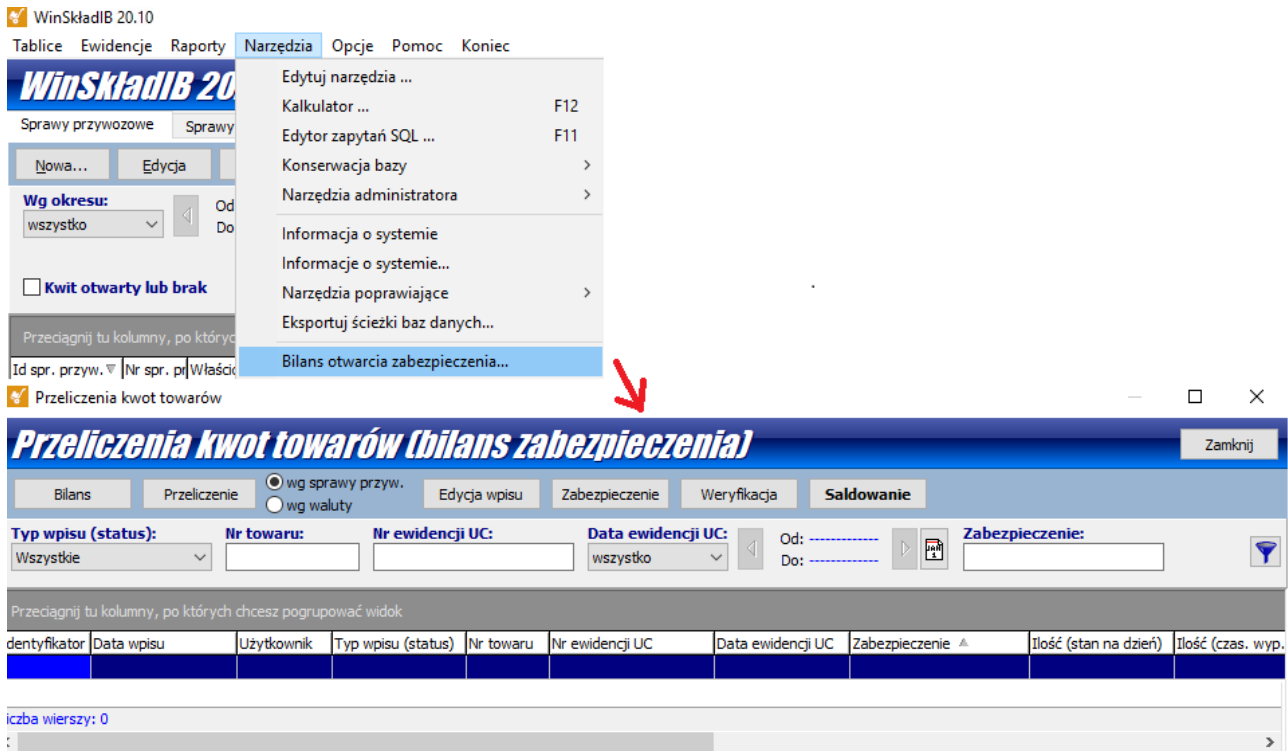 WinSkładIB 20.10
Tablice Ewidencje Raporty Narzędzia Opcje Pomoc Koniec
WinSkładIB 20
Edytuj narzędzia ...
Kalkulator ... F12
Edytor zapytań SQL ... F11
Konserwacja bazy
Narzędzia administratora
Informacja o systemie
Informacje o systemie...
Narzędzia poprawiające
Eksportuj ścieżki baz danych...
Bilans otwarcia zabezpieczenia...
Sprawy przywozowe Sprawy
Nowa... Edycja
Wg okresu:
wszystko
Od
Do
Kwit otwarty lub brak
Przeciągnij tu kolumny, po któryc
Id spr. przyw. Nr spr. pr Właścic
Przeliczenia kwot towarów
Przeliczenia kwot towarów (bilans zabezpieczenia)
Zamknij
Bilans Przeliczenie wg sprawy przyw. Edycja wpisu Zabezpieczenie Weryfikacja Saldowanie
wg waluty
Typ wpisu (status): Nr towaru: Nr ewidencji UC: Data ewidencji UC: Od: ------------- Zabezpieczenie:
Wszystkie wszystko Do: -------------
Przeciągnij tu kolumny, po których chcesz pogrupować widok
dentyfikator Data wpisu Użytkownik Typ wpisu (status) Nr towaru Nr ewidencji UC Data ewidencji UC Zabezpieczenie Ilość (stan na dzień) Ilość (czas. wyp.
iczba wierszy: 0